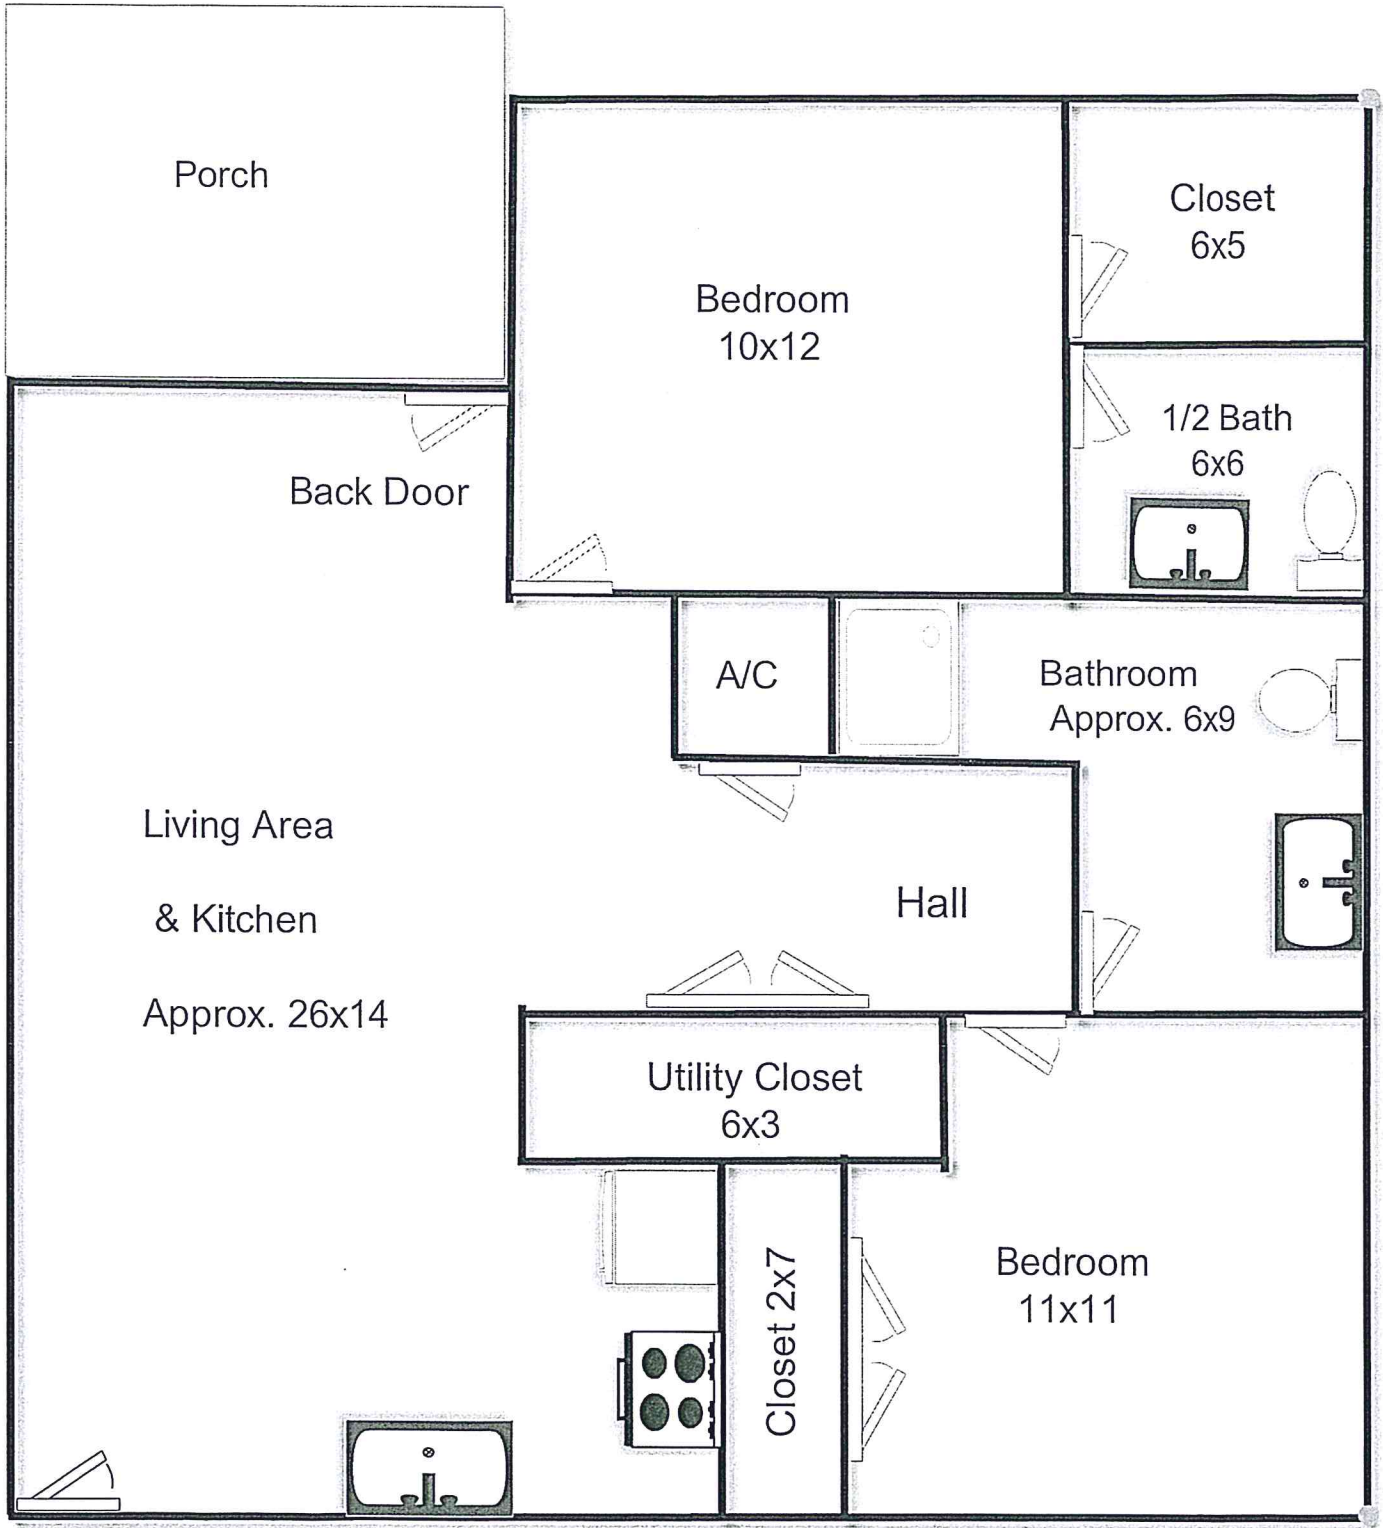 Porch
Closet
6x5
Bedroom
10x12
1/2 Bath
6x6
Back Door
A/C
Bathroom
Approx. 6x9
Living Area
& Kitchen
Approx. 26x14
Hall
Utility Closet
6x3
Closet 2x7
Bedroom
11x11